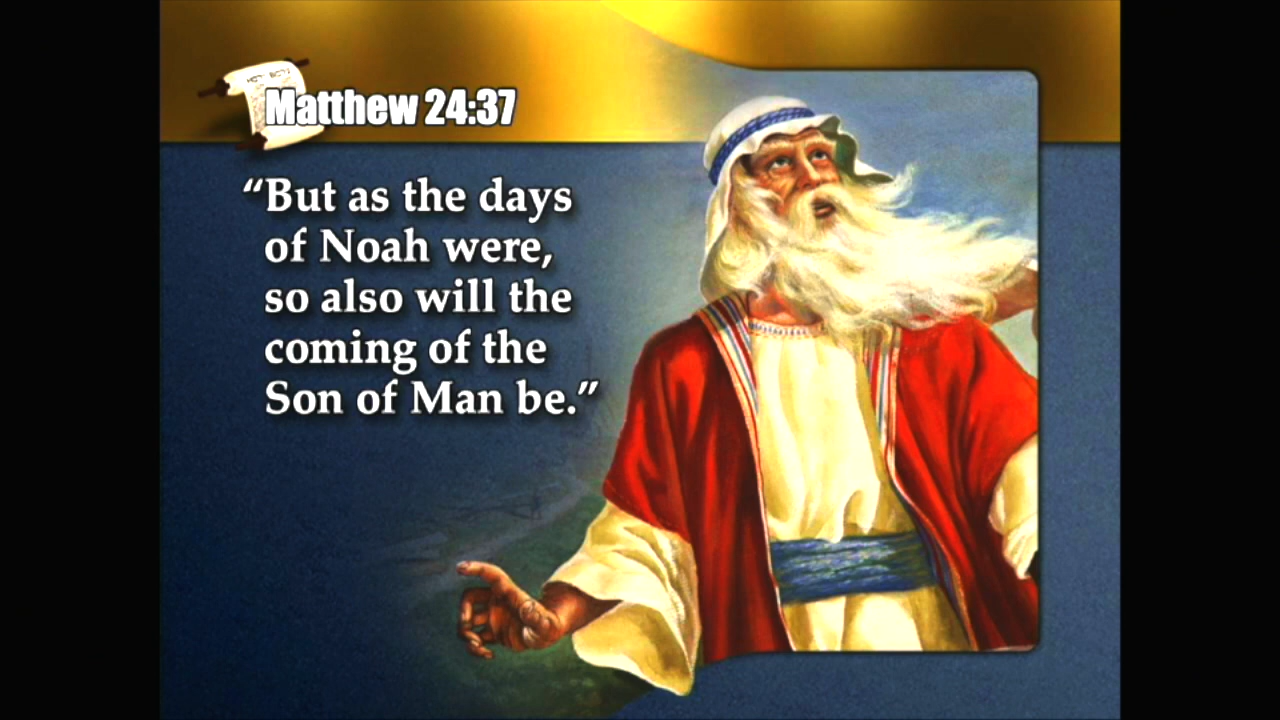 Matthew 24:37
“But as the days
of Noah were,
so also will the
coming of the
Son of Man be.”